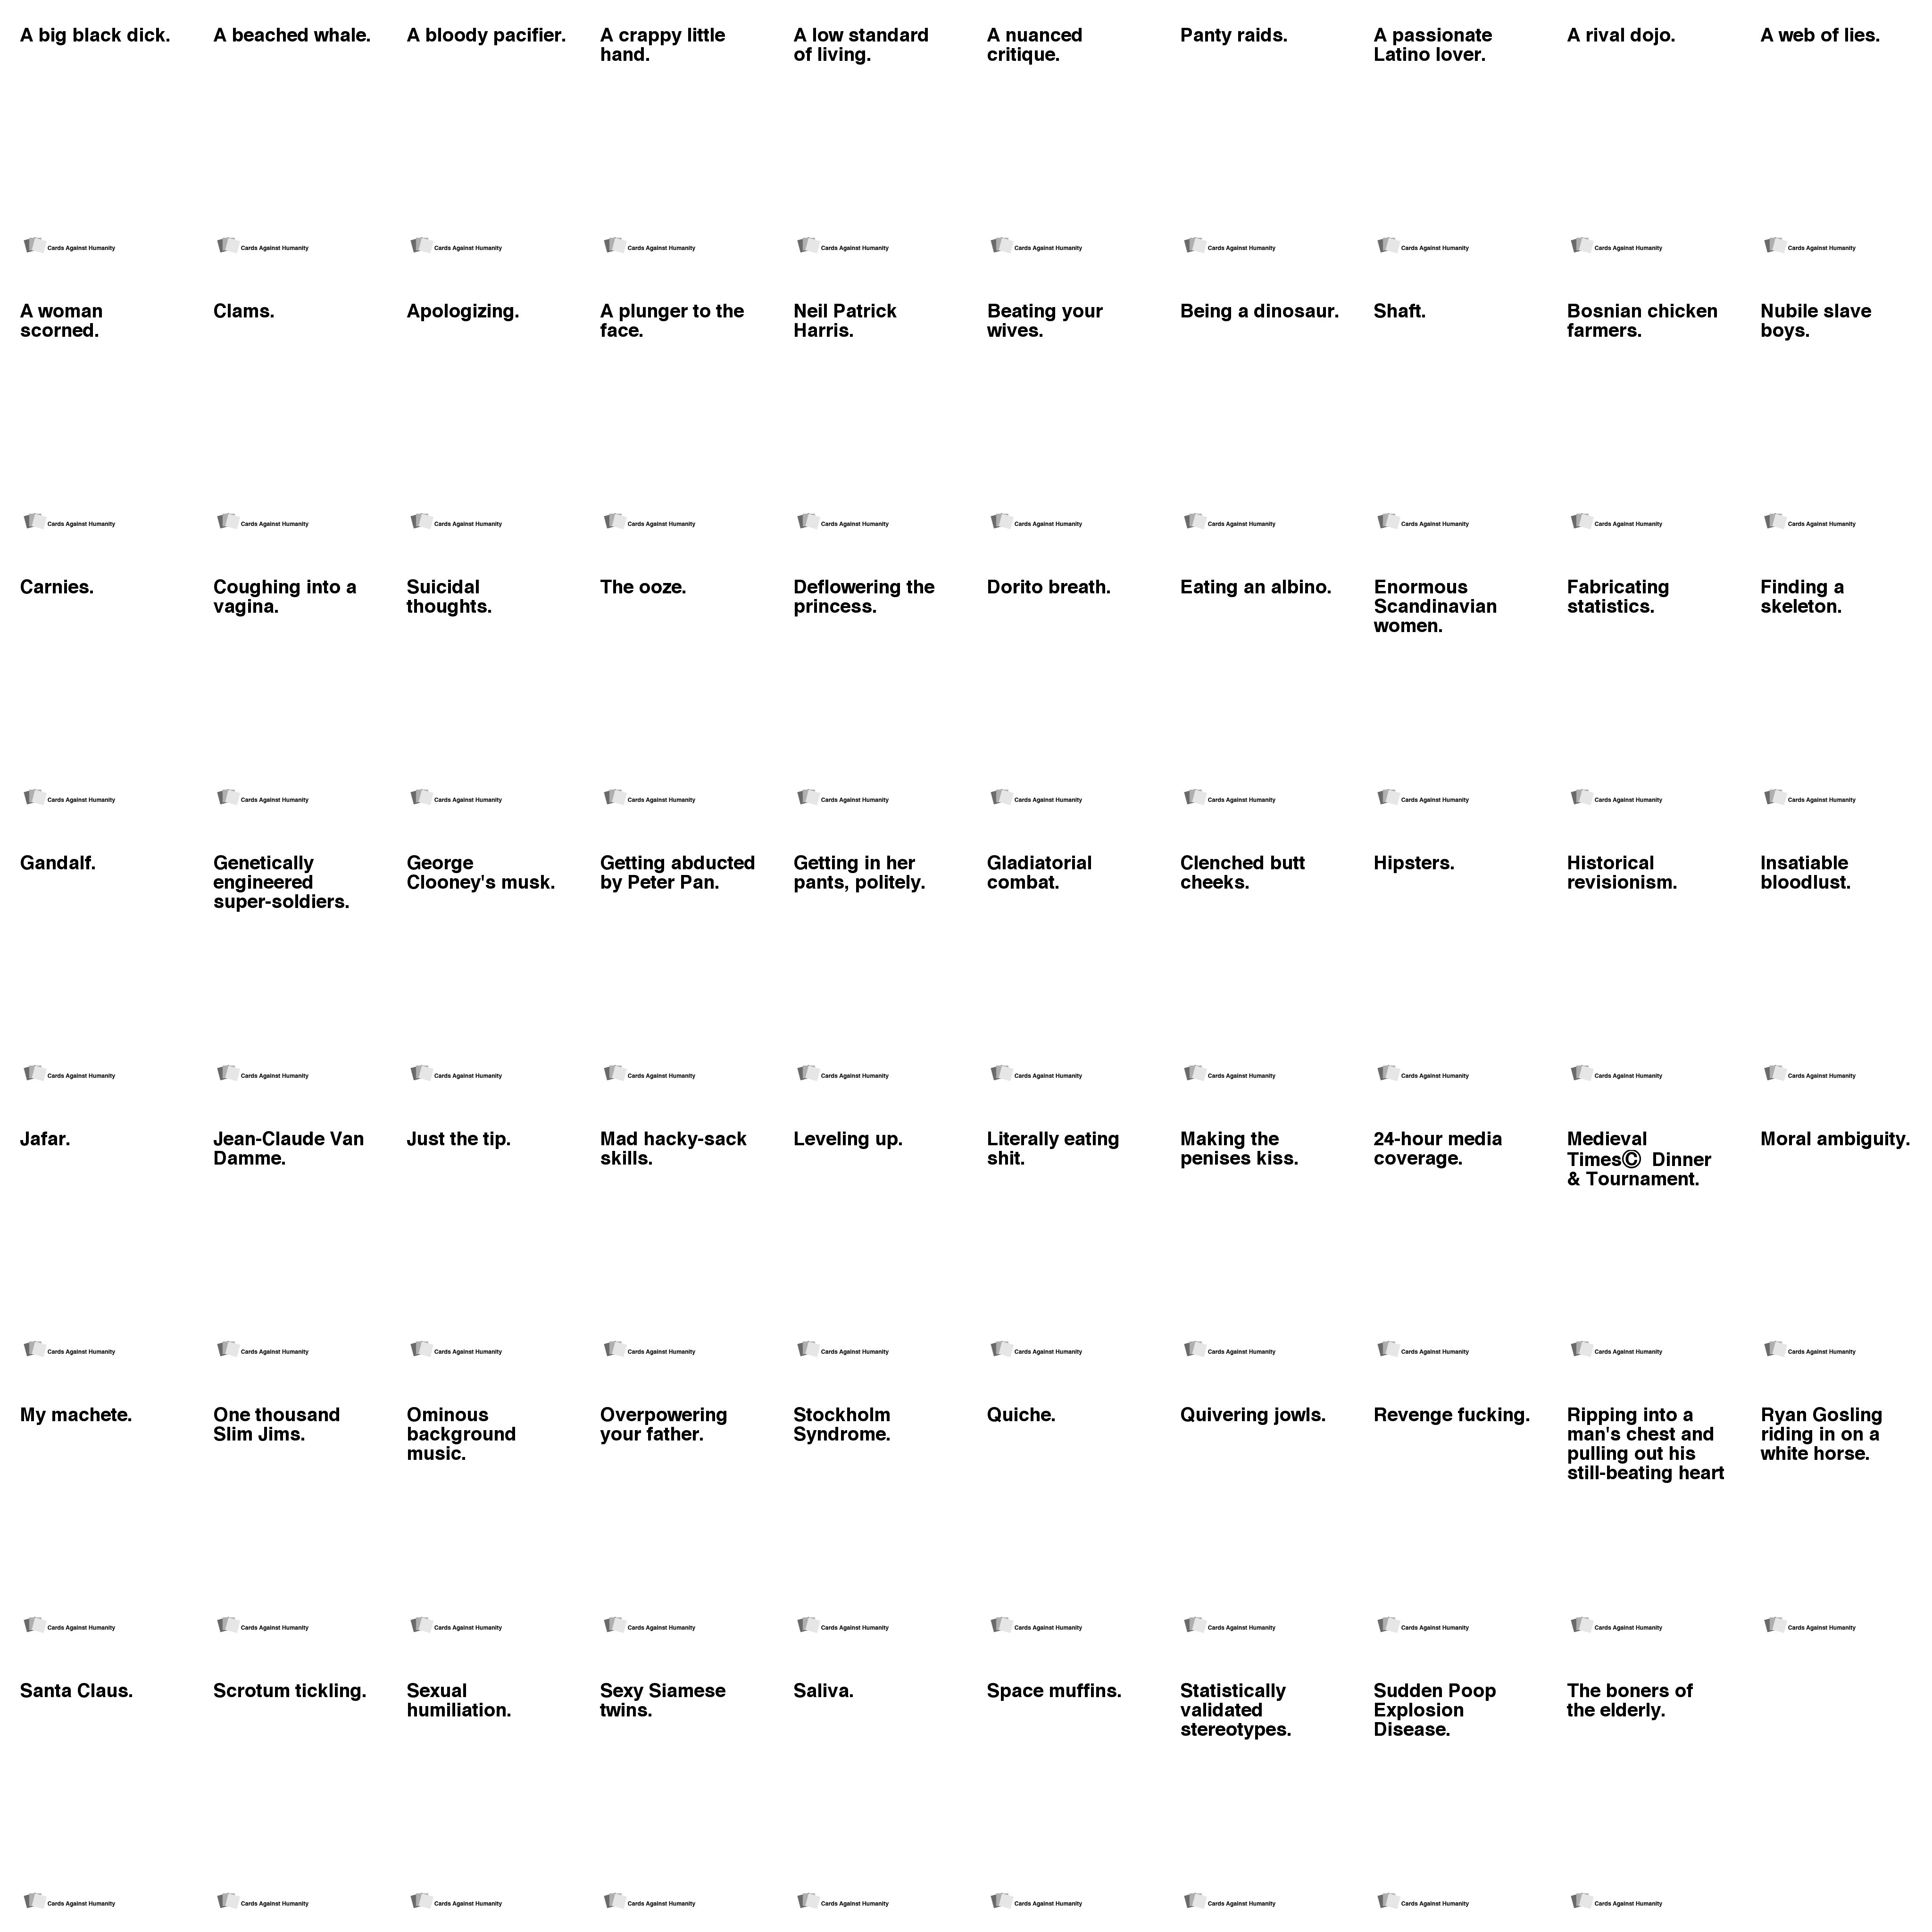 A big black dick.
A beached whale.
A bloody pacifier.
A crappy little
hand.
A low standard
of living.
A nuanced
critique.
Panty raids.
A passionate
Latino lover.
A rival dojo.
A web of lies.
Cards Against Humanity
Cards Against Humanity
Cards Against Humanity
Cards Against Humanity
Cards Against Humanity
Cards Against Humanity
Cards Against Humanity
Cards Against Humanity
Cards Against Humanity
Cards Against Humanity
A woman
scorned.
Clams.
Apologizing.
A plunger to the
face.
Neil Patrick
Harris.
Beating your
wives.
Being a dinosaur.
Shaft.
Bosnian chicken
farmers.
Nubile slave
boys.
Cards Against Humanity
Cards Against Humanity
Cards Against Humanity
Cards Against Humanity
Cards Against Humanity
Cards Against Humanity
Cards Against Humanity
Cards Against Humanity
Cards Against Humanity
Cards Against Humanity
Carnies.
Coughing into a
vagina.
Suicidal
thoughts.
The ooze.
Deflowering the
princess.
Dorito breath.
Eating an albino.
Enormous
Scandinavian
women.
Fabricating
statistics.
Finding a
skeleton.
Cards Against Humanity
Cards Against Humanity
Cards Against Humanity
Cards Against Humanity
Cards Against Humanity
Cards Against Humanity
Cards Against Humanity
Cards Against Humanity
Cards Against Humanity
Cards Against Humanity
Gandalf.
Genetically
engineered
super-soldiers.
George
Clooney's musk.
Getting abducted
by Peter Pan.
Getting in her
pants, politely.
Gladiatorial
combat.
Clenched butt
cheeks.
Hipsters.
Historical
revisionism.
Insatiable
bloodlust.
Cards Against Humanity
Cards Against Humanity
Cards Against Humanity
Cards Against Humanity
Cards Against Humanity
Cards Against Humanity
Cards Against Humanity
Cards Against Humanity
Cards Against Humanity
Cards Against Humanity
Jafar.
Jean-Claude Van
Damme.
Just the tip.
Mad hacky-sack
skills.
Leveling up.
Literally eating
shit.
Making the
penises kiss.
24-hour media
coverage.
Medieval
Times© Dinner
& Tournament.
Moral ambiguity.
Cards Against Humanity
Cards Against Humanity
Cards Against Humanity
Cards Against Humanity
Cards Against Humanity
Cards Against Humanity
Cards Against Humanity
Cards Against Humanity
Cards Against Humanity
Cards Against Humanity
My machete.
One thousand
Slim Jims.
Ominous
background
music.
Overpowering
your father.
Stockholm
Syndrome.
Quiche.
Quivering jowls.
Revenge fucking.
Ripping into a
man's chest and
pulling out his
still-beating heart
Ryan Gosling
riding in on a
white horse.
Cards Against Humanity
Cards Against Humanity
Cards Against Humanity
Cards Against Humanity
Cards Against Humanity
Cards Against Humanity
Cards Against Humanity
Cards Against Humanity
Cards Against Humanity
Cards Against Humanity
Santa Claus.
Scrotum tickling.
Sexual
humiliation.
Sexy Siamese
twins.
Saliva.
Space muffins.
Statistically
validated
stereotypes.
Sudden Poop
Explosion
Disease.
The boners of
the elderly.
Cards Against Humanity
Cards Against Humanity
Cards Against Humanity
Cards Against Humanity
Cards Against Humanity
Cards Against Humanity
Cards Against Humanity
Cards Against Humanity
Cards Against Humanity